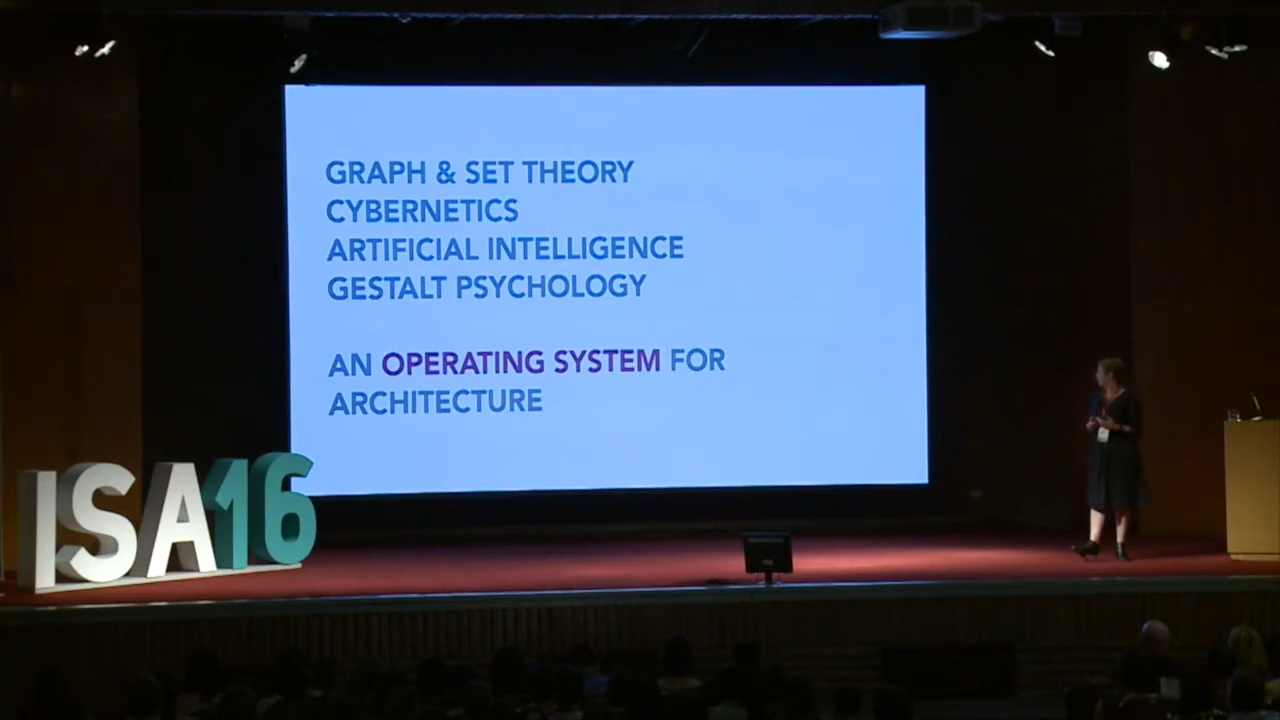 GRAPH & SET THEORY
CYBERNETICS
ARTIFICIAL INTELLIGENCE
GESTALT PSYCHOLOGY
AN OPERATING SYSTEM FOR
ARCHITECTURE
ISA16